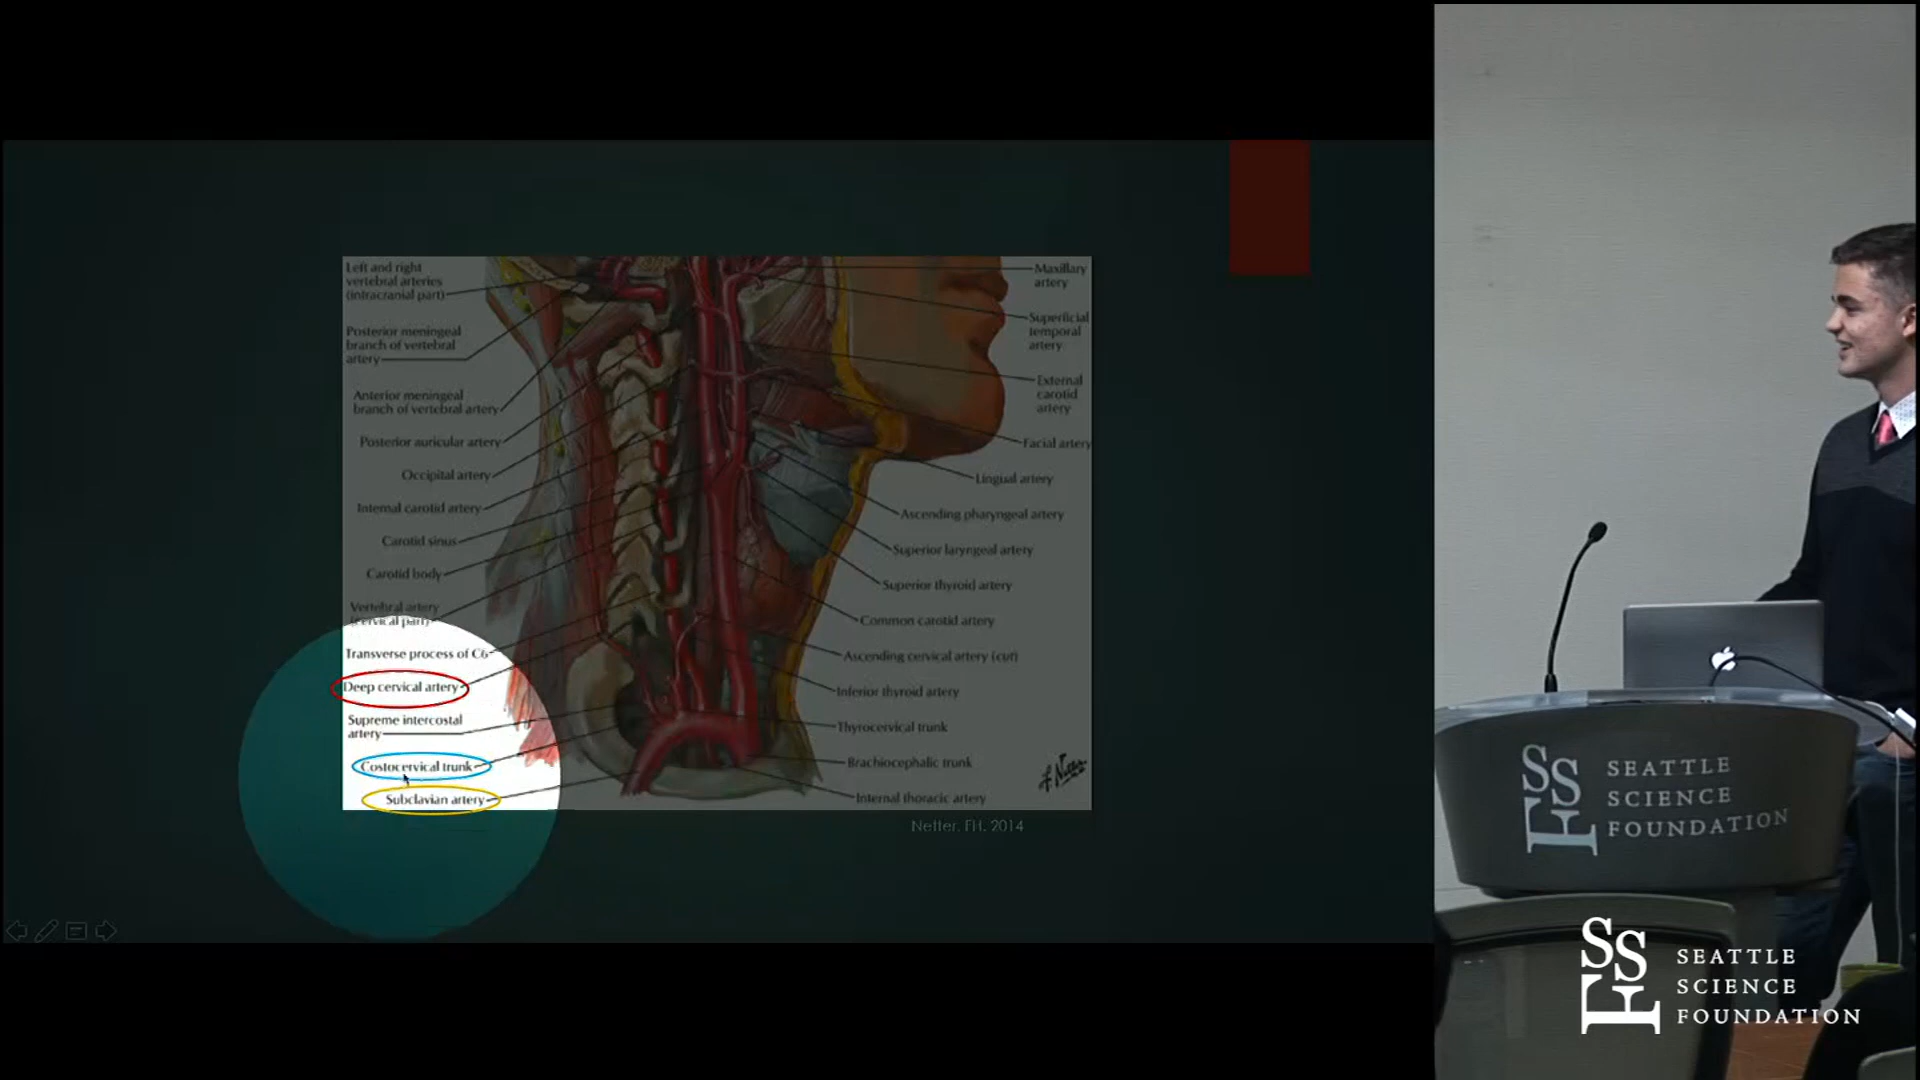 Left and right
vertebral arteries
(intracranial part)
Posterior meningeal
branch of vertebral
artery
Anterior meningeal
branch of vertebral artery
Posterior auricular artery
Occipital artery
Internal carotid artery
Carotid sinus
Carotid body
Vertebral artery
(cervical part)
Transverse process of C6
Deep cervical artery
Supreme intercostal
artery
Costocervical trunk
Subclavian artery
Maxillary
artery
Superficial
temporal
artery
External
carotid
artery
Facial artery
Lingual artery
Ascending pharyngeal artery
Superior laryngeal artery
Superior thyroid artery
Common carotid artery
Ascending cervical artery (cut)
Inferior thyroid artery
Thyrocervical trunk
Brachiocephalic trunk
Internal thoracic artery
F. Netter
Netter, FH, 2014
SSF
SEATTLE
SCIENCE
FOUNDATION
SSF
SEATTLE
SCIENCE
FOUNDATION